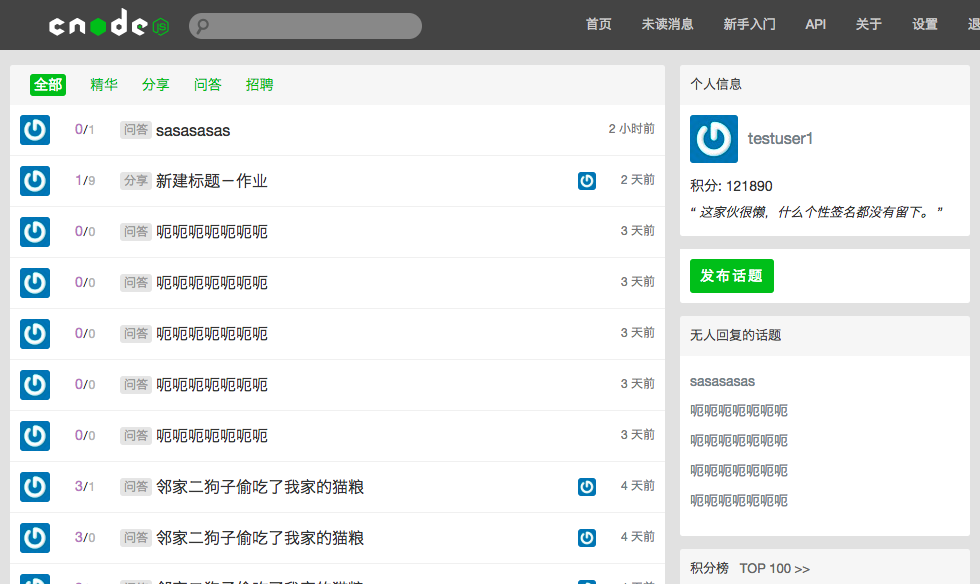 cnode JS
首页 未读消息 新手入门 API 关于 设置
全部 精华 分享 问答 招聘
0/1 问答 sasasasas 2 小时前
1/9 分享 新建标题－作业 2 天前
0/0 问答 呃呃呃呃呃呃呃 3 天前
0/0 问答 呃呃呃呃呃呃呃 3 天前
0/0 问答 呃呃呃呃呃呃呃 3 天前
0/0 问答 呃呃呃呃呃呃呃 3 天前
0/0 问答 呃呃呃呃呃呃呃 3 天前
3/1 问答 邻家二狗子偷吃了我家的猫粮 4 天前
3/0 问答 邻家二狗子偷吃了我家的猫粮 4 天前
个人信息
testuser1
积分: 121890
“ 这家伙很懒，什么个性签名都没有留下。 ”
发布话题
无人回复的话题
sasasasas
呃呃呃呃呃呃呃
呃呃呃呃呃呃呃
呃呃呃呃呃呃呃
呃呃呃呃呃呃呃
积分榜 TOP 100 >>